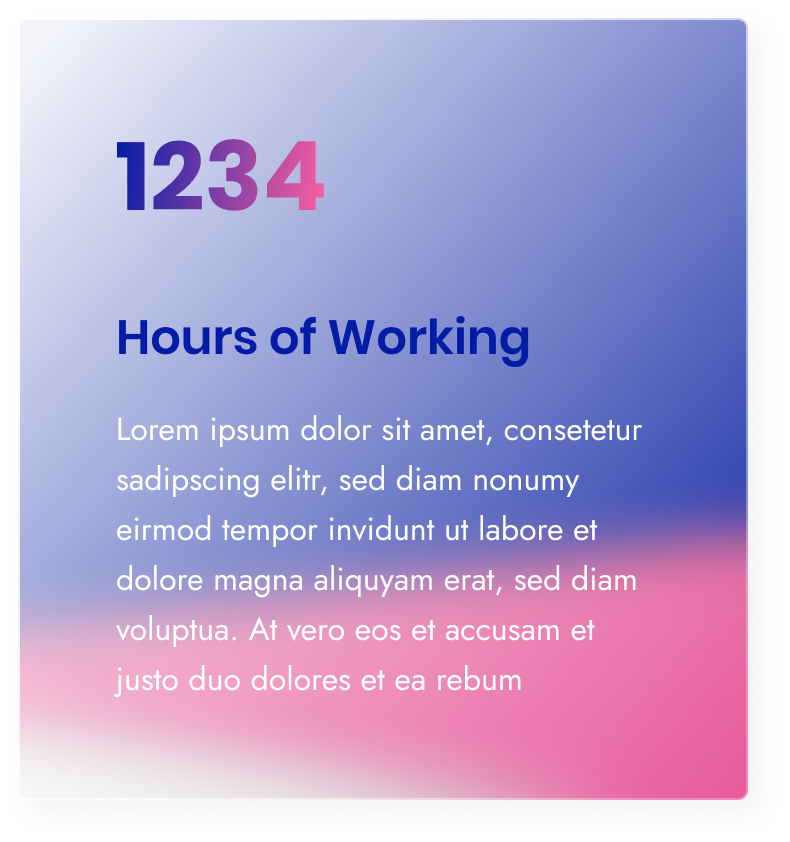 1234
Hours of Working
Lorem ipsum dolor sit amet, consetetur
sadipscing elitr, sed diam nonumy
eirmod tempor invidunt ut labore et
dolore magna aliquyam erat, sed diam
voluptua. At vero eos et accusam et
justo duo dolores et ea rebum